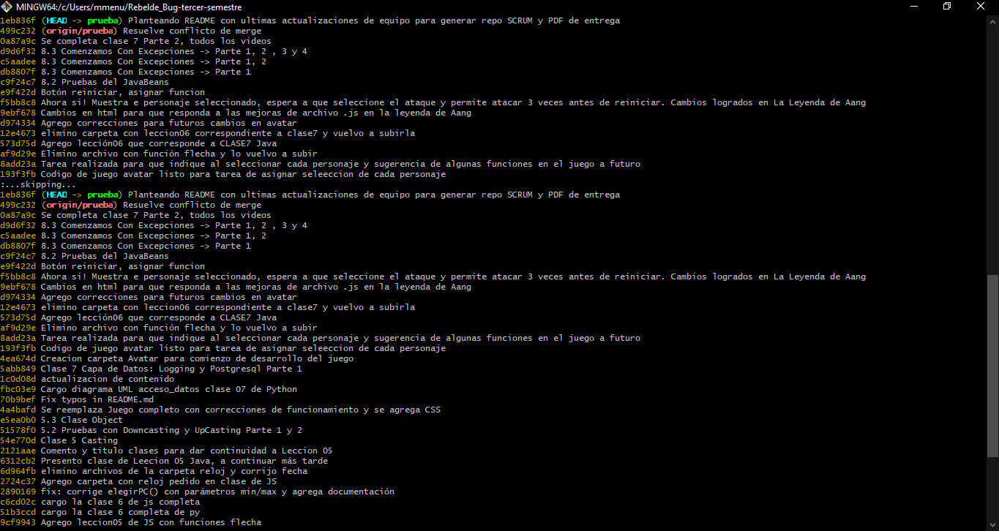 MINGW64:/c/Users/mmenu/Rebelde_Bug-tercer-semestre
1eb836f (HEAD -> prueba) Planteando README con ultimas actualizaciones de equipo para generar repo SCRUM y PDF de entrega
499c232 (origin/prueba) Resuelve conflicto de merge
0a87a9c Se completa clase 7 Parte 2, todos los videos
d9d6f32 8.3 Comenzamos Con Excepciones -> Parte 1, 2 , 3 y 4
c5aadee 8.3 Comenzamos Con Excepciones -> Parte 1, 2
db8807f 8.3 Comenzamos Con Excepciones -> Parte 1
c9f24c7 8.2 Pruebas del JavaBeans
e9f422d Botón reiniciar, asignar funcion
f5bb8c8 Ahora si! Muestra e personaje seleccionado, espera a que seleccione el ataque y permite atacar 3 veces antes de reiniciar. Cambios logrados en La Leyenda de Aang
9ebf678 Cambios en html para que responda a las mejoras de archivo .js en la leyenda de Aang
d974334 Agrego correcciones para futuros cambios en avatar
12e4673 elimino carpeta con leccion06 correspondiente a clase7 y vuelvo a subirla
573d75d Agrego lección06 que corresponde a CLASE7 Java
af9d29e Elimino archivo con función flecha y lo vuelvo a subir
8add23a Tarea realizada para que indique al seleccionar cada personaje y sugerencia de algunas funciones en el juego a futuro
193f3fb Codigo de juego avatar listo para tarea de asignar seleeccion de cada personaje
:...skipping...
1eb836f (HEAD -> prueba) Planteando README con ultimas actualizaciones de equipo para generar repo SCRUM y PDF de entrega
499c232 (origin/prueba) Resuelve conflicto de merge
0a87a9c Se completa clase 7 Parte 2, todos los videos
d9d6f32 8.3 Comenzamos Con Excepciones -> Parte 1, 2 , 3 y 4
c5aadee 8.3 Comenzamos Con Excepciones -> Parte 1, 2
db8807f 8.3 Comenzamos Con Excepciones -> Parte 1
c9f24c7 8.2 Pruebas del JavaBeans
e9f422d Botón reiniciar, asignar funcion
f5bb8c8 Ahora si! Muestra e personaje seleccionado, espera a que seleccione el ataque y permite atacar 3 veces antes de reiniciar. Cambios logrados en La Leyenda de Aang
9ebf678 Cambios en html para que responda a las mejoras de archivo .js en la leyenda de Aang
d974334 Agrego correcciones para futuros cambios en avatar
12e4673 elimino carpeta con leccion06 correspondiente a clase7 y vuelvo a subirla
573d75d Agrego lección06 que corresponde a CLASE7 Java
af9d29e Elimino archivo con función flecha y lo vuelvo a subir
8add23a Tarea realizada para que indique al seleccionar cada personaje y sugerencia de algunas funciones en el juego a futuro
193f3fb Codigo de juego avatar listo para tarea de asignar seleeccion de cada personaje
4ea674d Creacion carpeta Avatar para comienzo de desarrollo del juego
5abb849 Clase 7 Capa de Datos: Logging y Postgresql Parte 1
1c0d08d actualizacion de contenido
fbc03e9 Cargo diagrama UML acceso_datos clase 07 de Python
70b9bef Fix typos in README.md
4a4bafd Se reemplaza Juego completo con correcciones de funcionamiento y se agrega CSS
e5ea0b0 5.3 Clase Object
51578f0 5.2 Pruebas con Downcasting y UpCasting Parte 1 y 2
54e770d Clase 5 Casting
2121aae Comento y titulo clases para dar continuidad a Leccion 05
6312cb2 Presento clase de Leecion 05 Java, a continuar más tarde
6d964fb elimino archivos de la carpeta reloj y corrijo fecha
2724c37 Agrego carpeta con reloj pedido en clase de JS
2890169 fix: corrige elegirPC() con parámetros min/max y agrega documentación
c6cd02c cargo la clase 6 de js completa
51b3ccd cargo la clase 6 completa de py
9cf9943 Agrego leccion05 de JS con funciones flecha